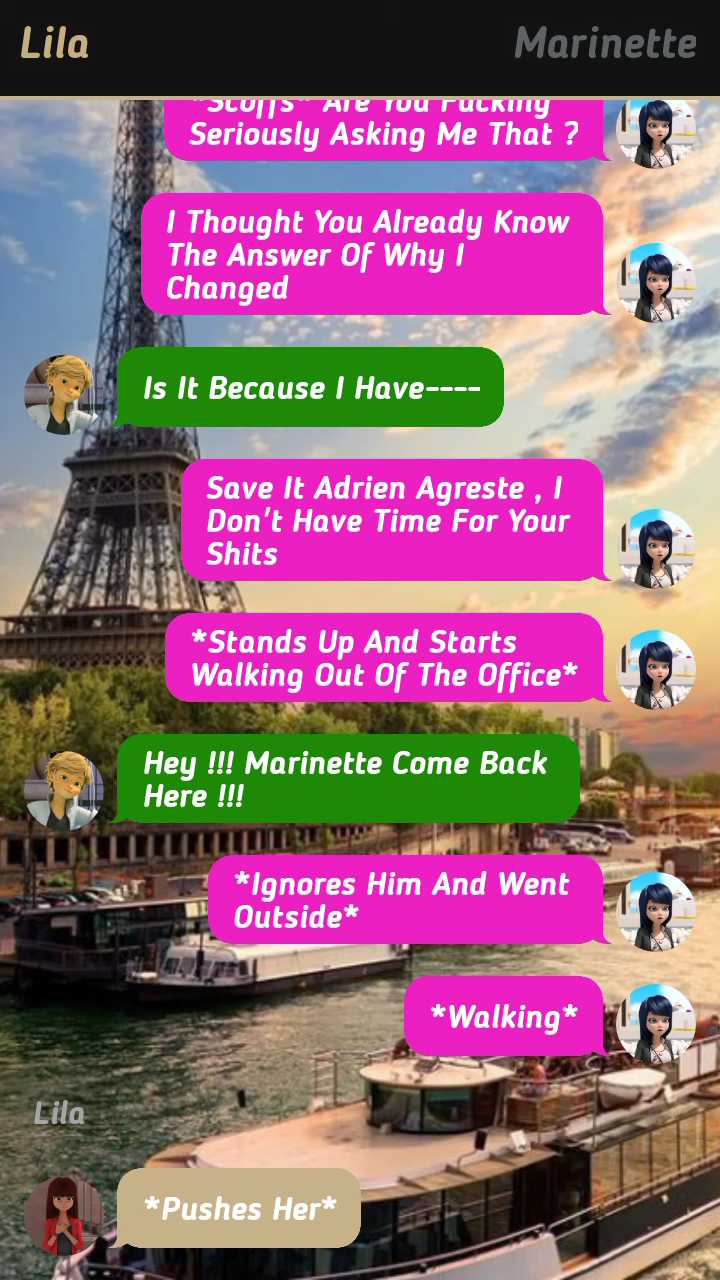 Lila
Marinette
*Scoffs* Are You Fucking
Seriously Asking Me That ?
I Thought You Already Know
The Answer Of Why I
Changed
Is It Because I Have----
Save It Adrien Agreste , I
Don't Have Time For Your
Shits
*Stands Up And Starts
Walking Out Of The Office*
Hey !!! Marinette Come Back
Here !!!
*Ignores Him And Went
Outside*
*Walking*
Lila
*Pushes Her*